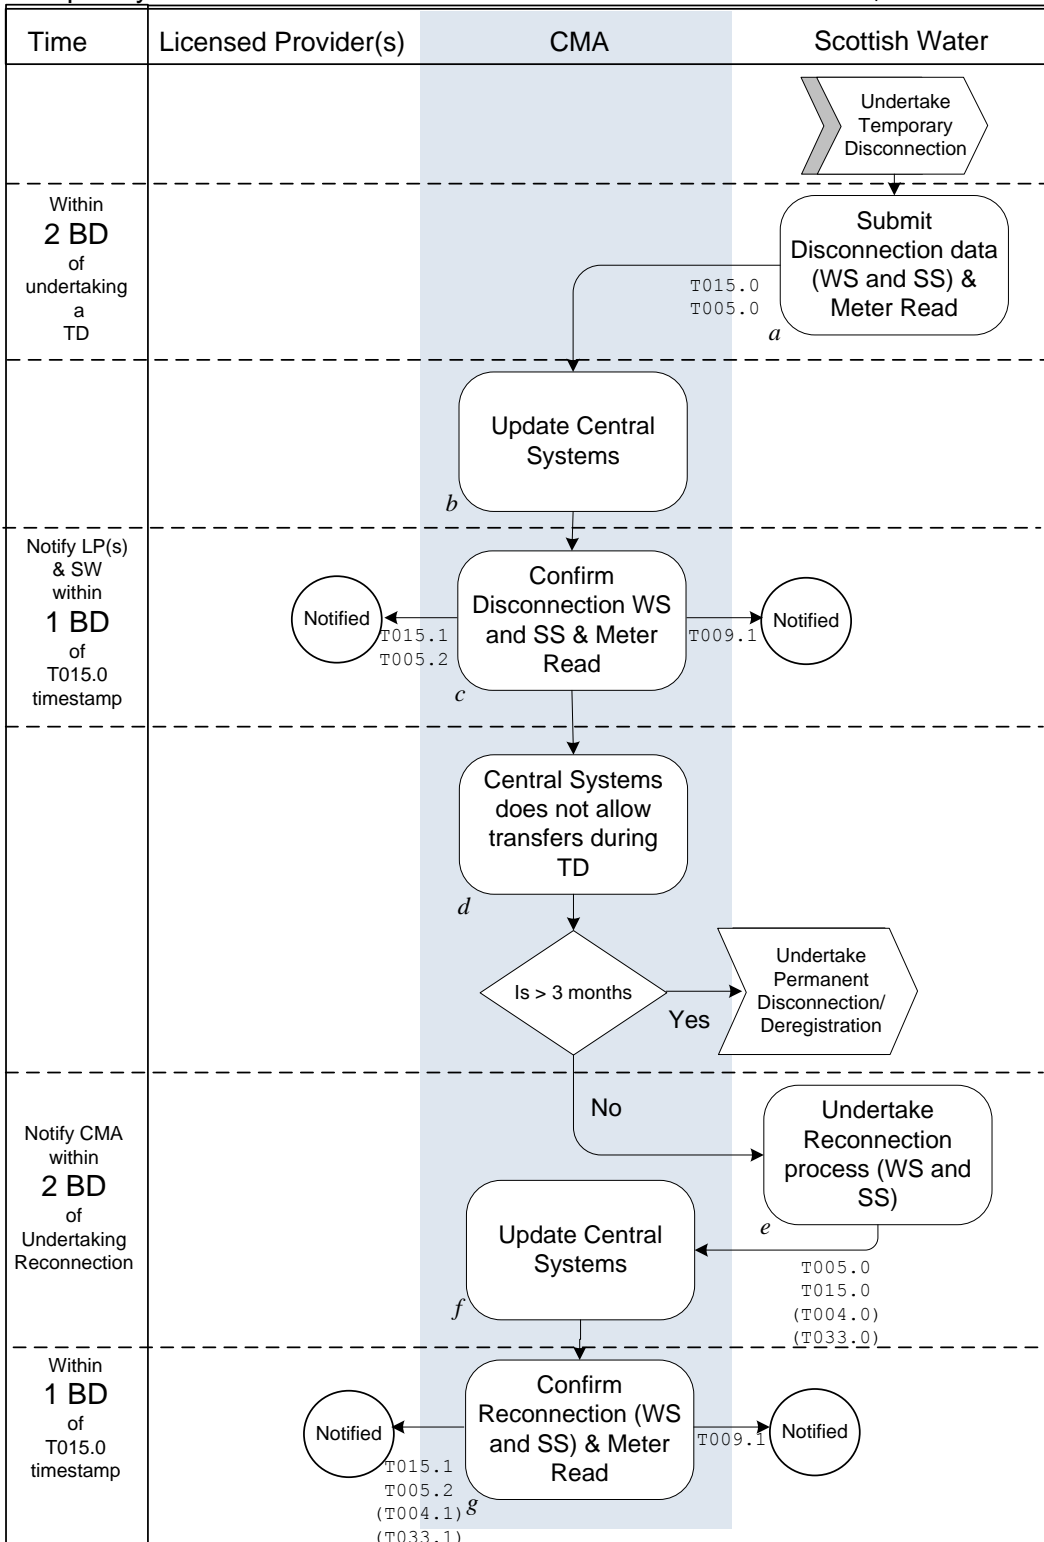 Time
Licensed Provider(s)
CMA
Scottish Water
Undertake
Temporary
Disconnection
Within
2 BD
of
undertaking
a
TD
Submit
Disconnection data
(WS and SS) &
Meter Read
a
T015.0
T005.0
Update Central
Systems
b
Notify LP(s)
& SW
within
1 BD
of
T015.0
timestamp
Notified
T015.1
T005.2
Confirm
Disconnection WS
and SS & Meter
Read
c
T009.1
Notified
Central Systems
does not allow
transfers during
TD
d
Is > 3 months
Yes
Undertake
Permanent
Disconnection/
Deregistration
No
Notify CMA
within
2 BD
of
Undertaking
Reconnection
Undertake
Reconnection
process (WS and
SS)
e
T005.0
T015.0
(T004.0)
(T033.0)
Update Central
Systems
f
Within
1 BD
of
T015.0
timestamp
Notified
T015.1
T005.2
(T004.1)
(T033.1)
Confirm
Reconnection (WS
and SS) & Meter
Read
g
T009.1
Notified